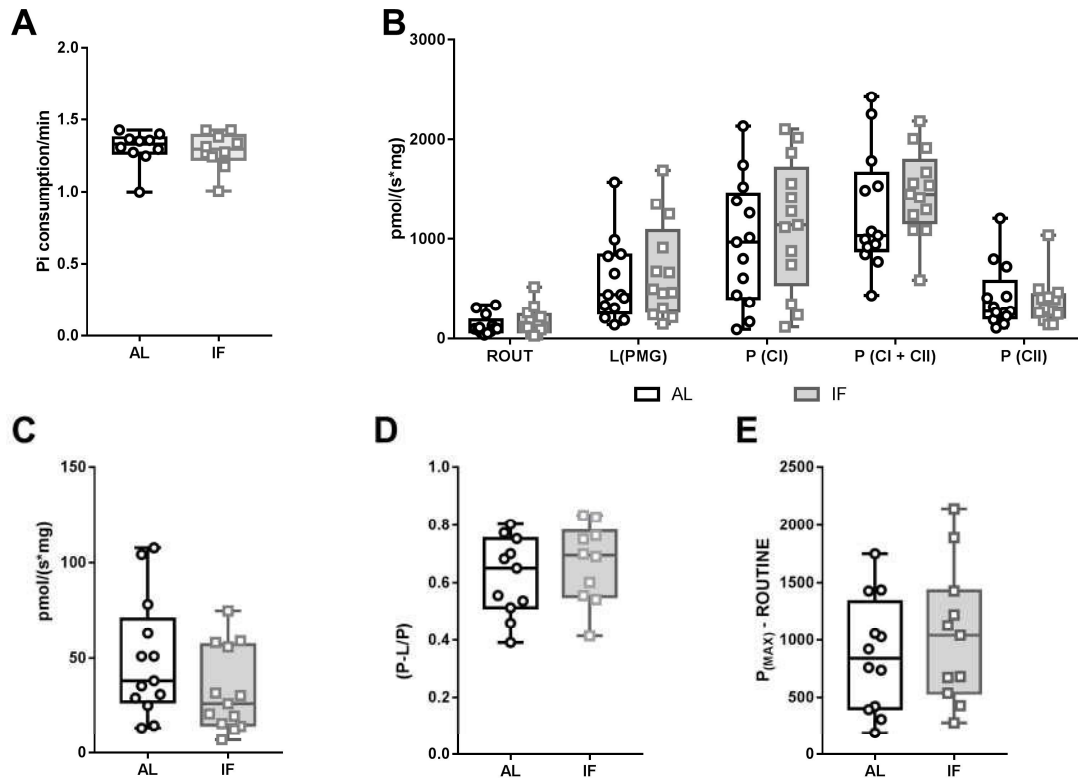 A
Pi consumption/min
2.0
1.5
1.0
0.5
0.0
AL
IF
B
pmol/(s*mg)
3000
2000
1000
0
ROUT
L(PMG)
P (CI)
P (CI + CII)
P (CII)
AL
IF
C
pmol/(s*mg)
150
100
50
0
AL
IF
D
(P-L/P)
1.0
0.8
0.6
0.4
0.2
0.0
AL
IF
E
P(MAX) - ROUTINE
2500
2000
1500
1000
500
0
AL
IF